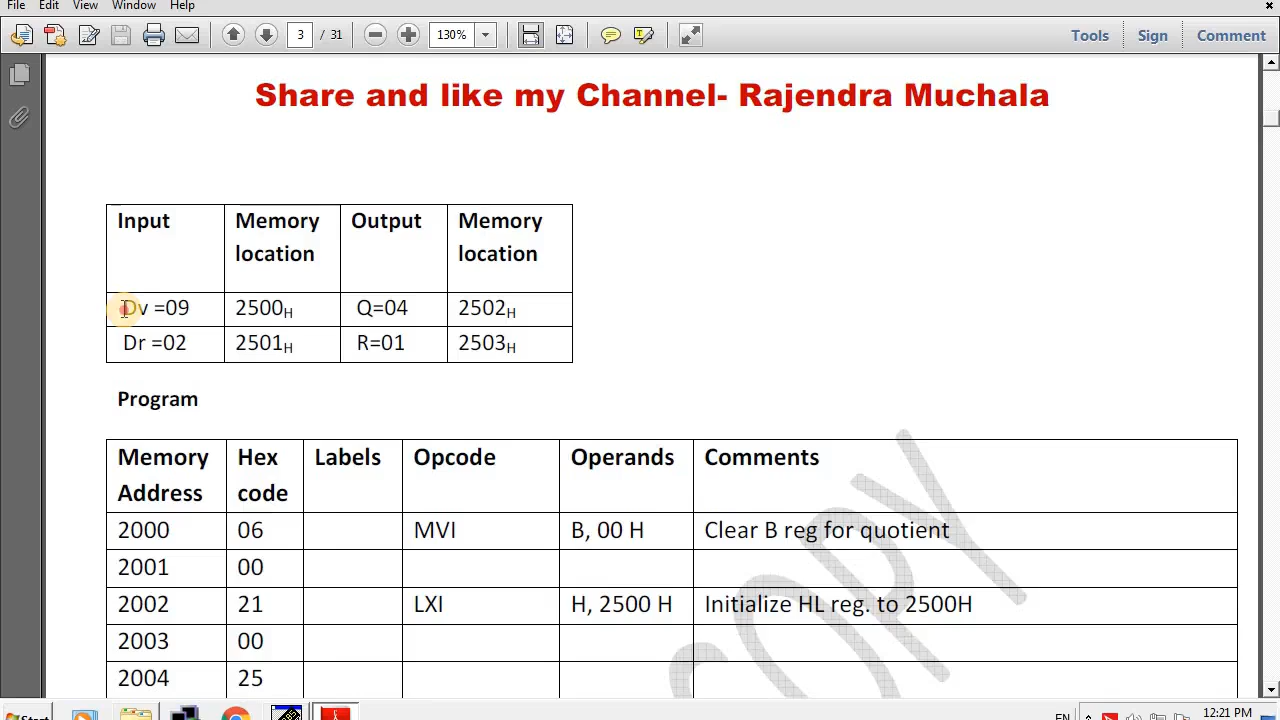 File Edit View Window Help
3 / 31 130% Tools Sign Comment
Share and like my Channel- Rajendra Muchala
Input Memory location Output Memory location
Dv =09 2500H Q=04 2502H
Dr =02 2501H R=01 2503H
Program
Memory Address Hex code Labels Opcode Operands Comments
2000 06 MVI B, 00 H Clear B reg for quotient
2001 00
2002 21 LXI H, 2500 H Initialize HL reg. to 2500H
2003 00
2004 25
COPY
Start EN 12:21 PM